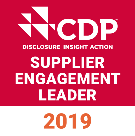 CDP
DISCLOSURE INSIGHT ACTION
SUPPLIER
ENGAGEMENT
LEADER
2019